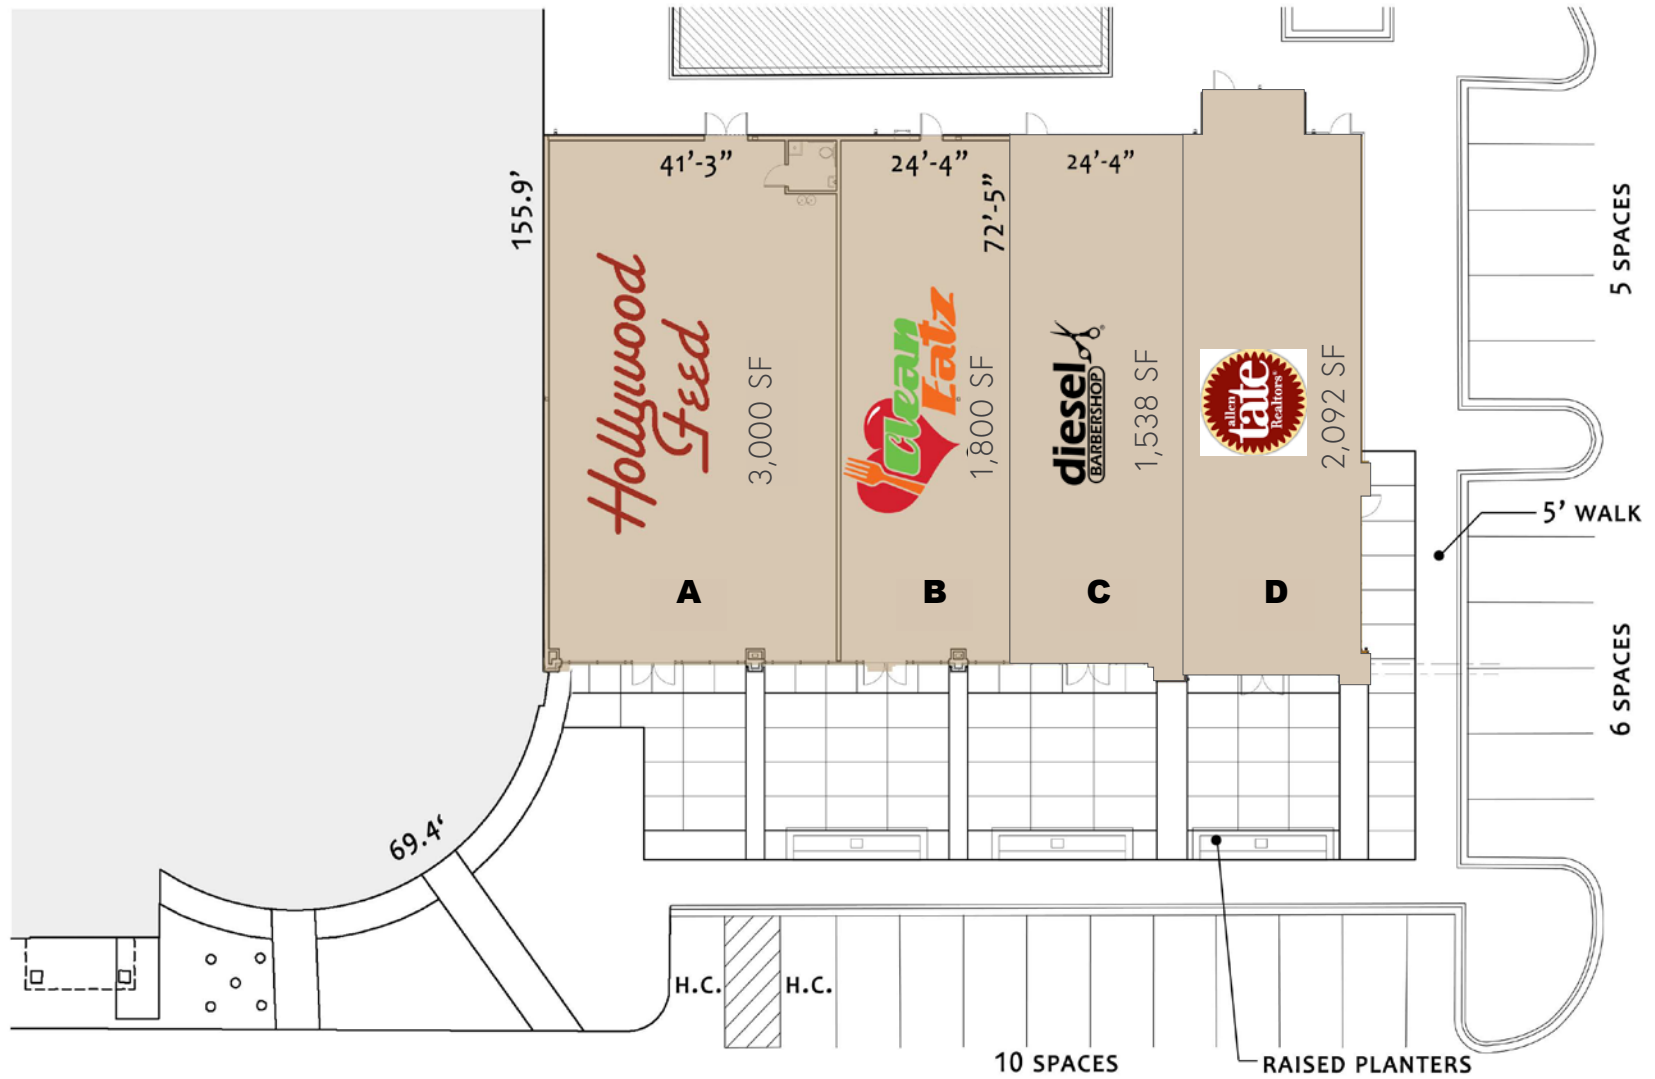 41’-3”
24’-4”
24’-4”
155.9’
72’-5”
5 SPACES
Hollywood
Feed
3,000 SF
Clean
Eatz
1,800 SF
diesel
BARBERSHOP
®
1,538 SF
allen
tate
Realtors®
2,092 SF
5’ WALK
A
B
C
D
6 SPACES
69.4‘
H.C.
H.C.
10 SPACES
RAISED PLANTERS